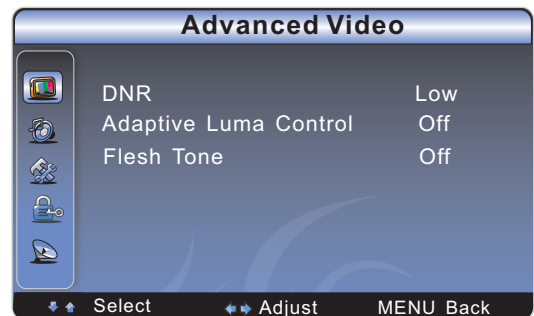 Advanced Video
DNR Low
Adaptive Luma Control Off
Flesh Tone Off
Select Adjust MENU Back